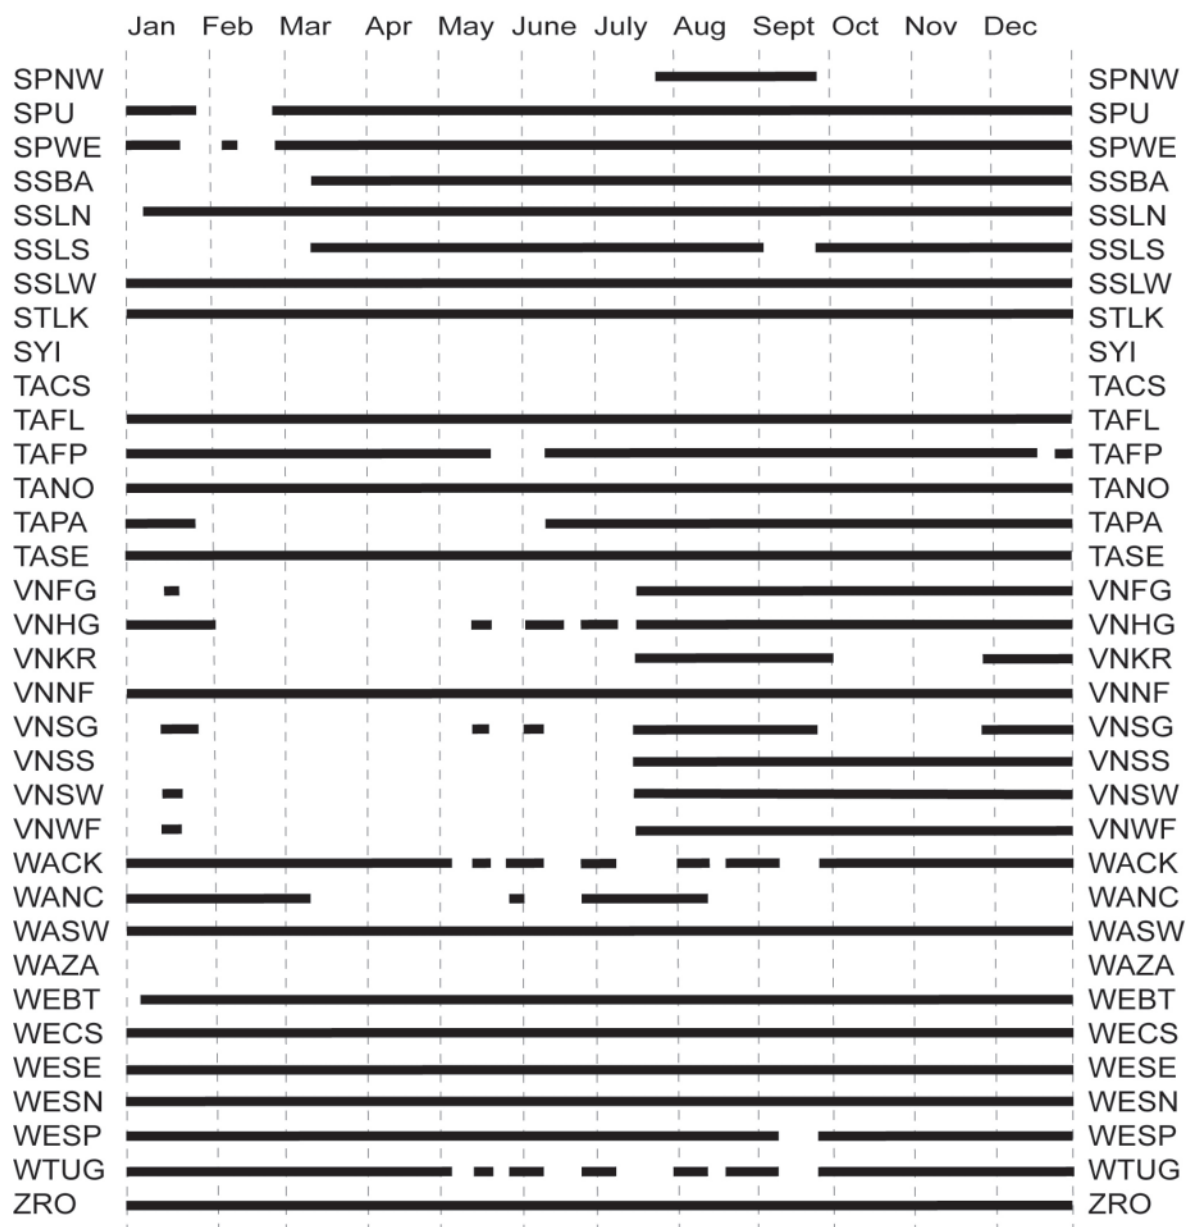 Jan Feb Mar Apr May June July Aug Sept Oct Nov Dec
SPNW SPNW
SPU SPU
SPWE SPWE
SSBA SSBA
SSLN SSLN
SSLS SSLS
SSLW SSLW
STLK STLK
SYI SYI
TACS TACS
TAFL TAFL
TAFP TAFP
TANO TANO
TAPA TAPA
TASE TASE
VNFG VNFG
VNHG VNHG
VNKR VNKR
VNNF VNNF
VNSG VNSG
VNSS VNSS
VNSW VNSW
VNWF VNWF
WACK WACK
WANC WANC
WASW WASW
WAZA WAZA
WEBT WEBT
WECS WECS
WESE WESE
WESN WESN
WESP WESP
WTUG WTUG
ZRO ZRO